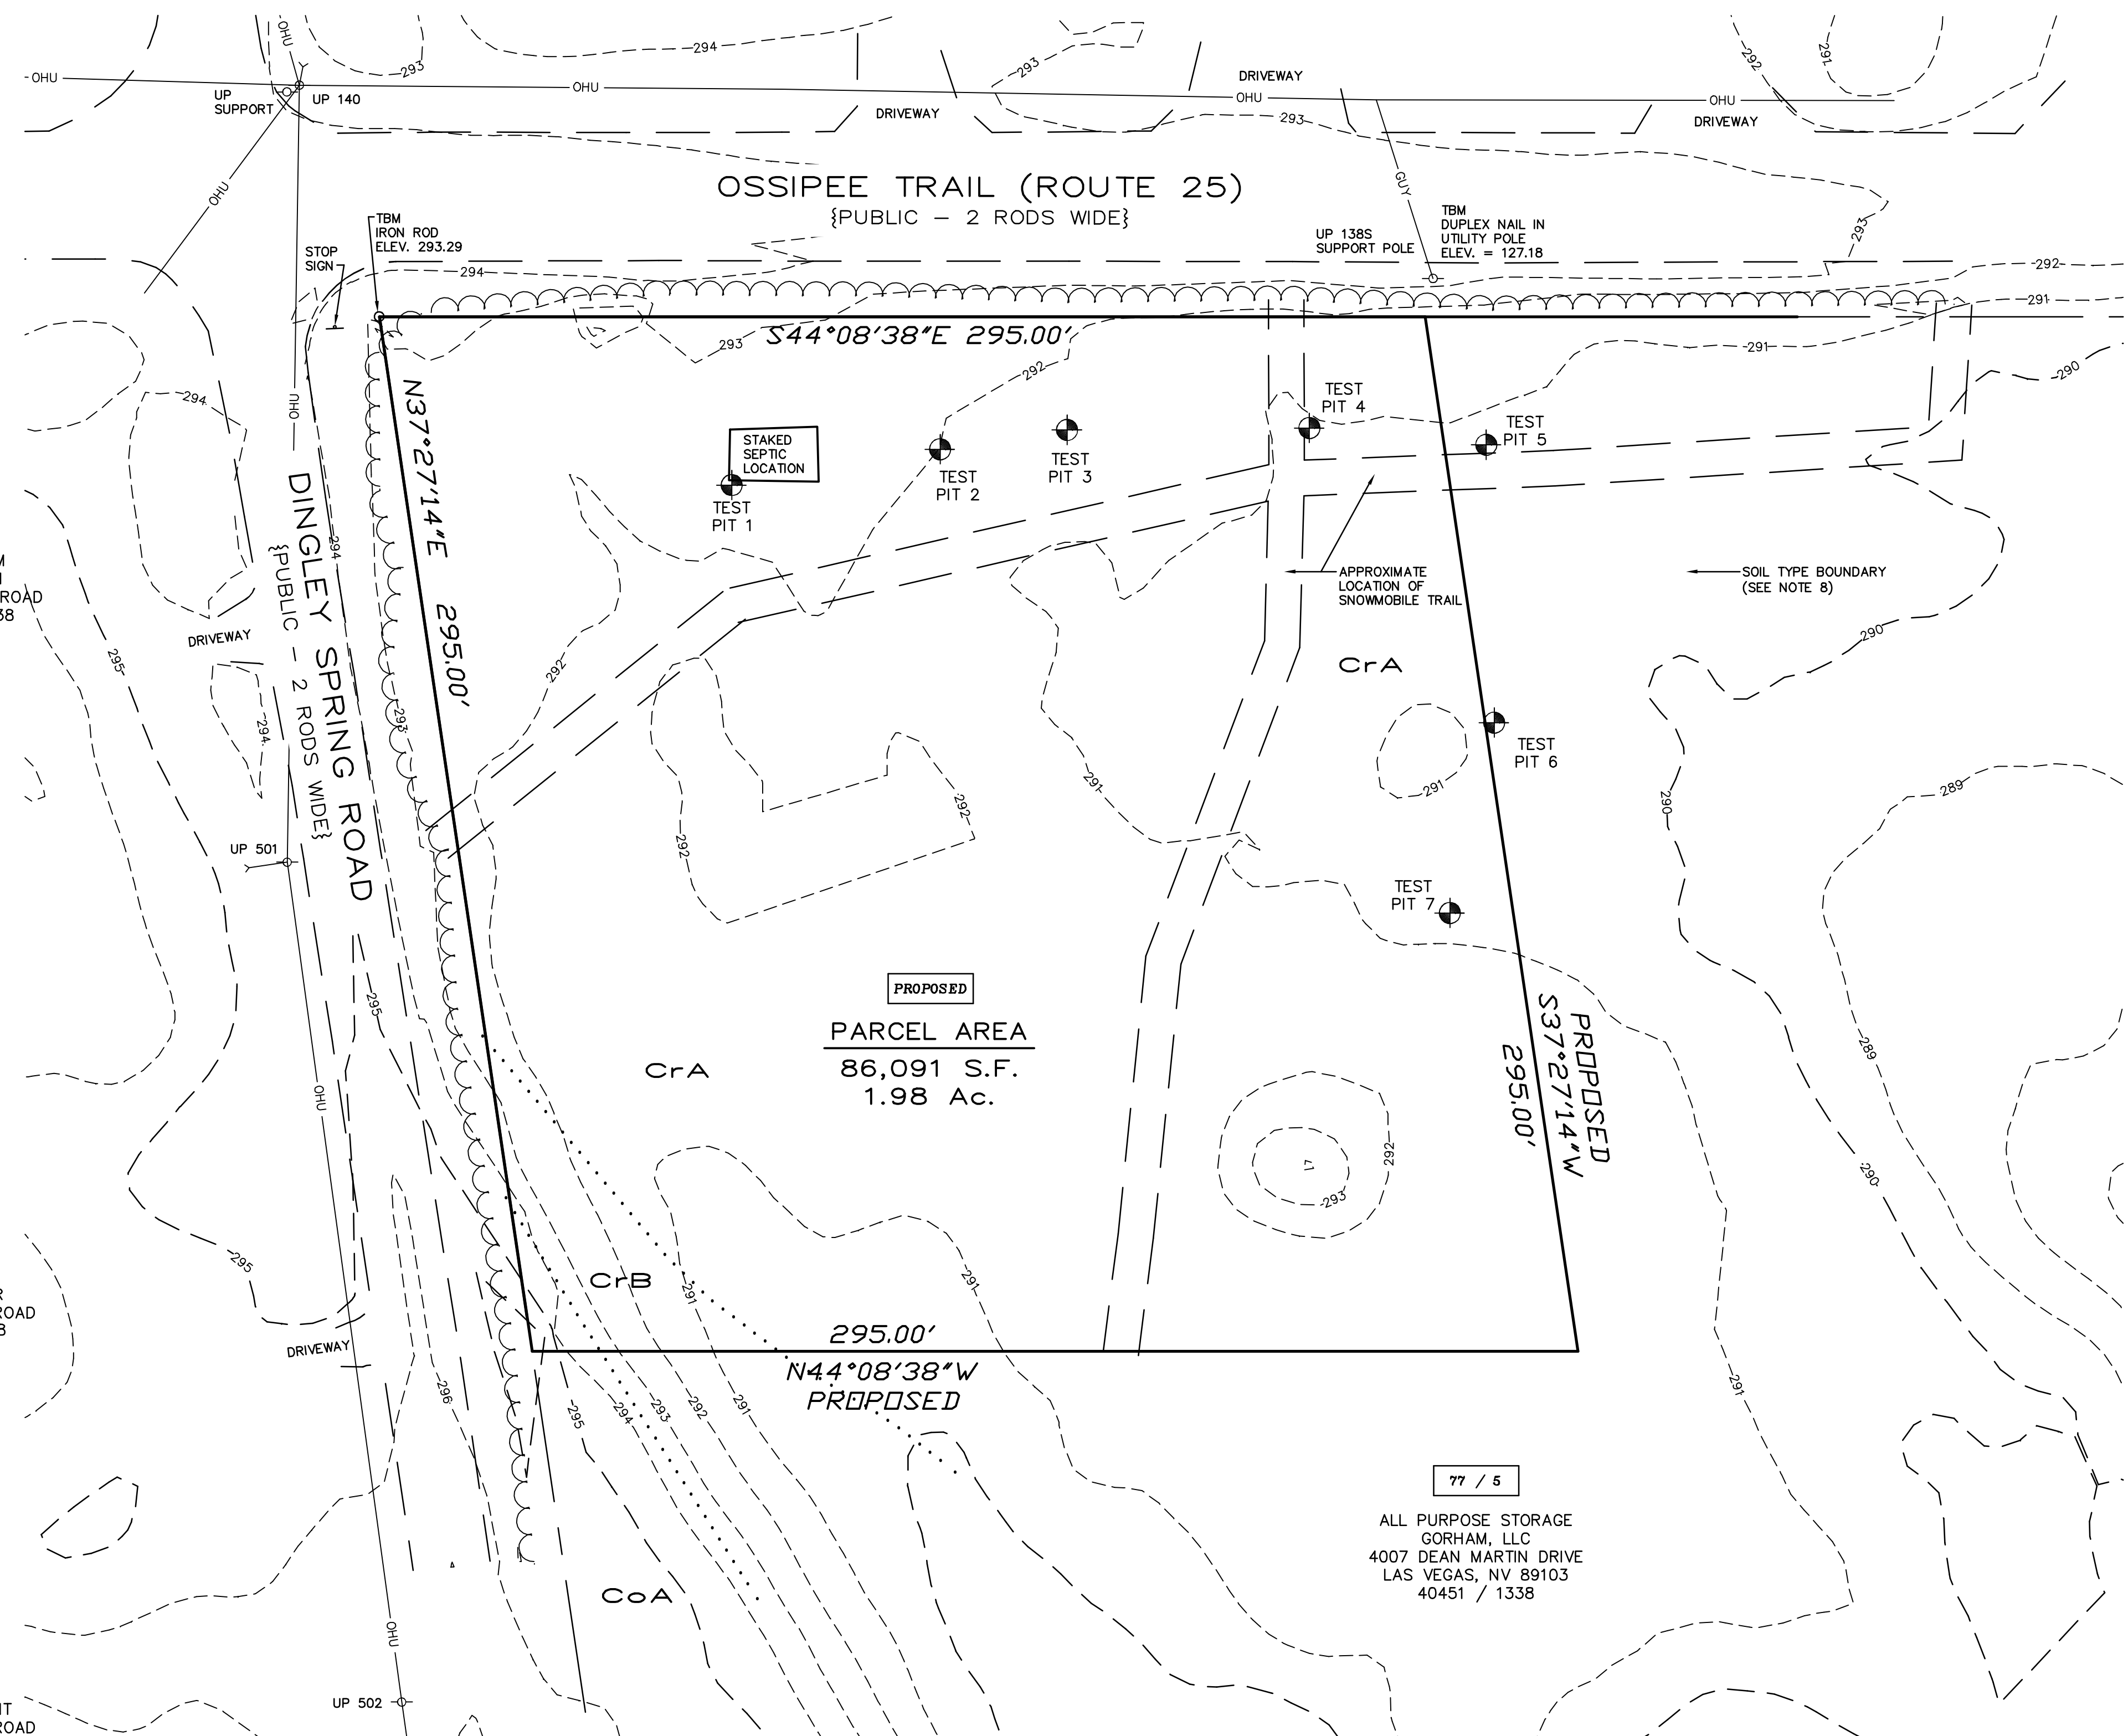 OHU
294
293
292
291
OHU
UP
SUPPORT
UP 140
OHU
DRIVEWAY
293
DRIVEWAY
OHU
OHU
DRIVEWAY
293
OHU
OSSIPEE TRAIL (ROUTE 25)
{PUBLIC - 2 RODS WIDE}
GUY
TBM
IRON ROD
ELEV. 293.29
STOP
SIGN
294
UP 138S
SUPPORT POLE
TBM
DUPLEX NAIL IN
UTILITY POLE
ELEV. = 127.18
293
292
291
S44°08'38"E 295.00'
293
292
291
290
OHU
294
N37°27'14"E 295.00'
STAKED
SEPTIC
LOCATION
TEST
PIT 1
TEST
PIT 2
TEST
PIT 3
TEST
PIT 4
TEST
PIT 5
DINGLEY SPRING ROAD
{PUBLIC - 2 RODS WIDE}
294
APPROXIMATE
LOCATION OF
SNOWMOBILE TRAIL
SOIL TYPE BOUNDARY
(SEE NOTE 8)
ROAD
38
DRIVEWAY
295
292
290
CrA
294
293
TEST
PIT 6
291
291
290
289
292
292
UP 501
TEST
PIT 7
PROPOSED
PARCEL AREA
86,091 S.F.
1.98 Ac.
295
CrA
OHU
PROPOSED
S37°27'14"W
295.00'
289
292
293
290
295
CrB
291
291
ROAD
8
DRIVEWAY
295.00'
N44°08'38"W
PROPOSED
296
295
294
293
292
291
291
77 / 5
ALL PURPOSE STORAGE
GORHAM, LLC
4007 DEAN MARTIN DRIVE
LAS VEGAS, NV 89103
40451 / 1338
CoA
OHU
UP 502
ROAD